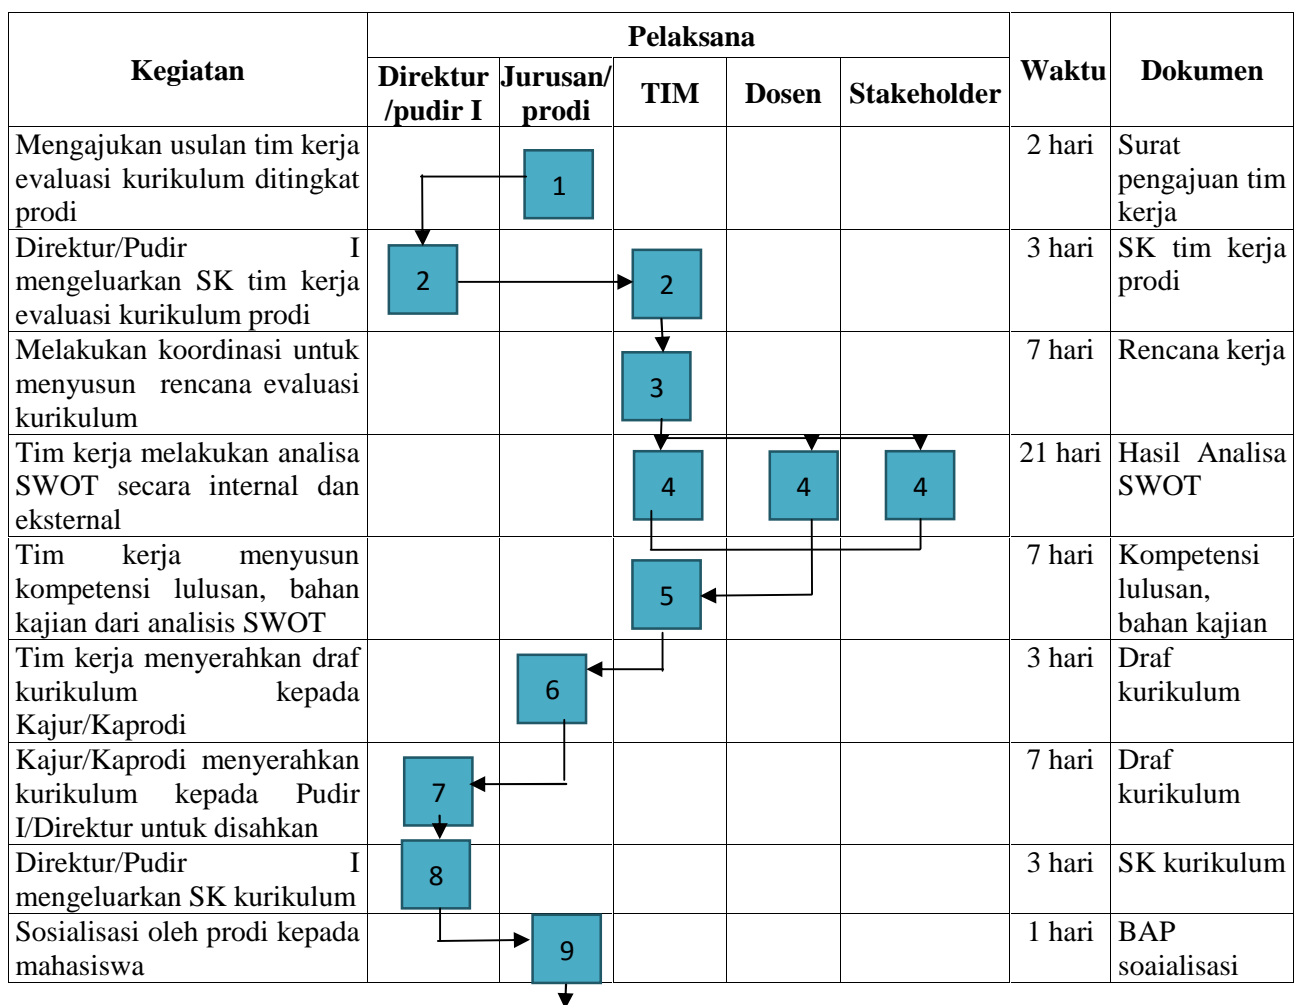 Kegiatan
Pelaksana
Waktu
Dokumen
Direktur
/pudir I
Jurusan/
prodi
TIM
Dosen
Stakeholder
Mengajukan usulan tim kerja
evaluasi kurikulum ditingkat
prodi
1
2 hari
Surat
pengajuan tim
kerja
Direktur/Pudir I
mengeluarkan SK tim kerja
evaluasi kurikulum prodi
2
2
3 hari
SK tim kerja
prodi
Melakukan koordinasi untuk
menyusun rencana evaluasi
kurikulum
3
7 hari
Rencana kerja
Tim kerja melakukan analisa
SWOT secara internal dan
eksternal
4
4
4
21 hari
Hasil Analisa
SWOT
Tim kerja menyusun
kompetensi lulusan, bahan
kajian dari analisis SWOT
5
7 hari
Kompetensi
lulusan,
bahan kajian
Tim kerja menyerahkan draf
kurikulum kepada
Kajur/Kaprodi
6
3 hari
Draf
kurikulum
Kajur/Kaprodi menyerahkan
kurikulum kepada Pudir
I/Direktur untuk disahkan
7
7 hari
Draf
kurikulum
Direktur/Pudir I
mengeluarkan SK kurikulum
8
3 hari
SK kurikulum
Sosialisasi oleh prodi kepada
mahasiswa
9
1 hari
BAP
soaialisasi